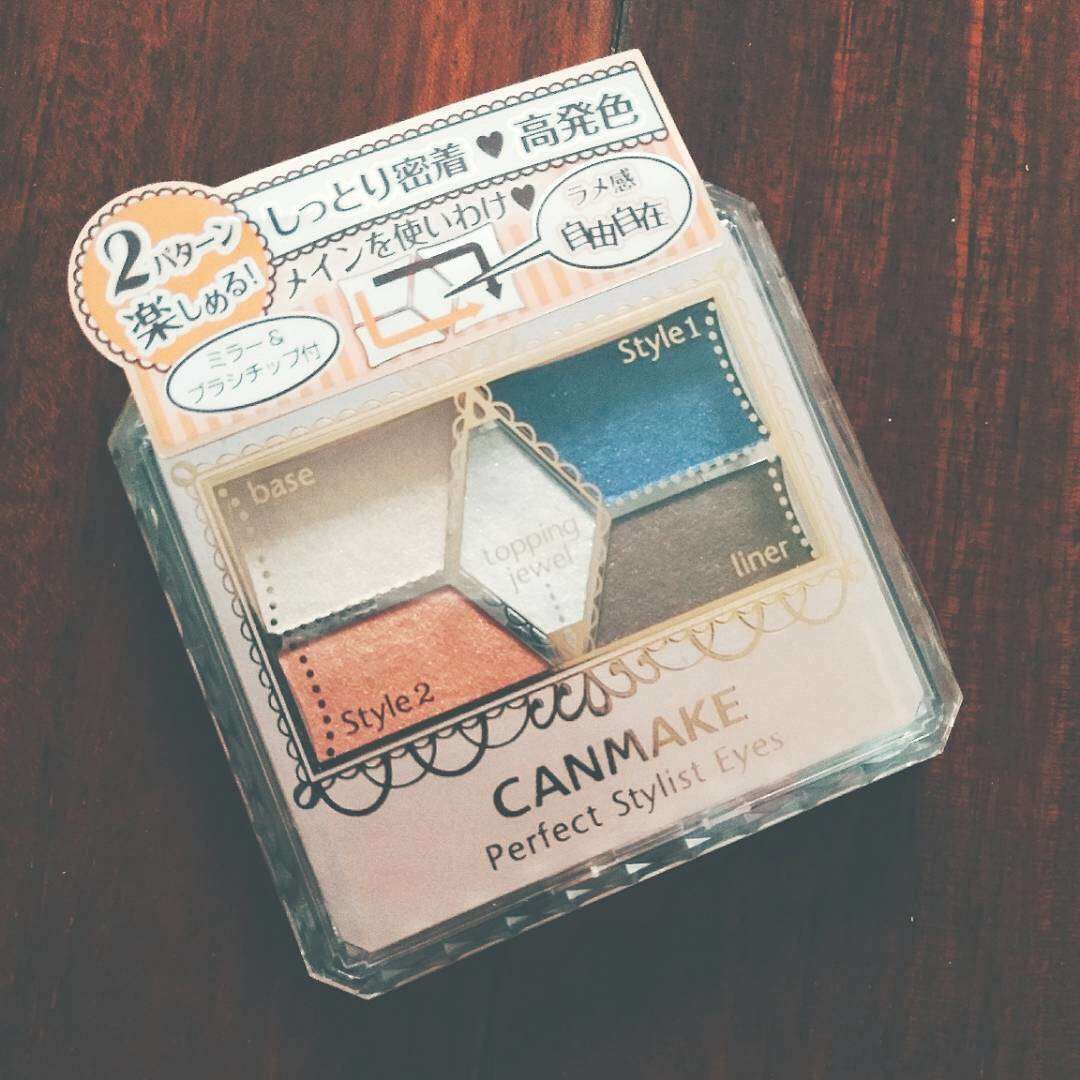 しっとり密着♥高発色
メインを使いわけ♥
ラメ感
自由自在
2パターン
楽しめる!
ミラー&
ブラシチップ付
Style1
base
topping
jewel
liner
Style2
CANMAKE
Perfect Stylist Eyes